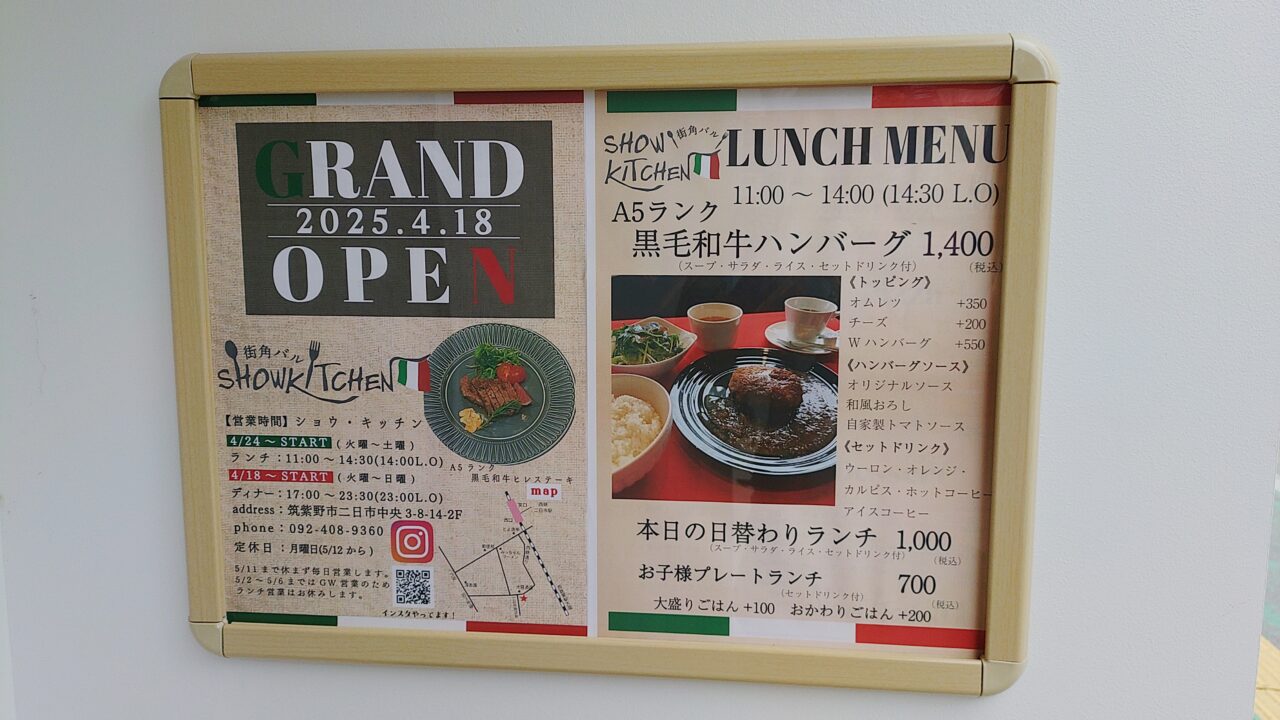 GRAND
2025.4.18
OPEN
街角バル
SHOWKITCHEN
【営業時間】ショウ・キッチン
4/24～START (火曜～土曜)
ランチ：11:00～14:30(14:00L.O)
4/18～START (火曜～日曜)
ディナー：17:00～23:30(23:00L.O)
address：筑紫野市二日市中央3-8-14-2F
phone：092-408-9360
定休日：月曜日(5/12から)
5/11まで休まず毎日営業します。
5/2～5/6まではGW営業のため
ランチ営業はお休みします。
インスタやってます！
A5ランク
黒毛和牛ヒレステーキ
map
東口
西口
SHOW KITCHEN
街角バル
LUNCH MENU
11:00 ～ 14:00 (14:30 L.O)
A5ランク
黒毛和牛ハンバーグ 1,400
(スープ・サラダ・ライス・セットドリンク付) (税込)
《トッピング》
オムレツ +350
チーズ +200
Wハンバーグ +550
《ハンバーグソース》
オリジナルソース
和風おろし
自家製トマトソース
《セットドリンク》
ウーロン・オレンジ・
カルピス・ホットコーヒー
アイスコーヒー
本日の日替わりランチ 1,000
(スープ・サラダ・ライス・セットドリンク付) (税込)
お子様プレートランチ 700
(セットドリンク付) (税込)
大盛りごはん +100 おかわりごはん +200